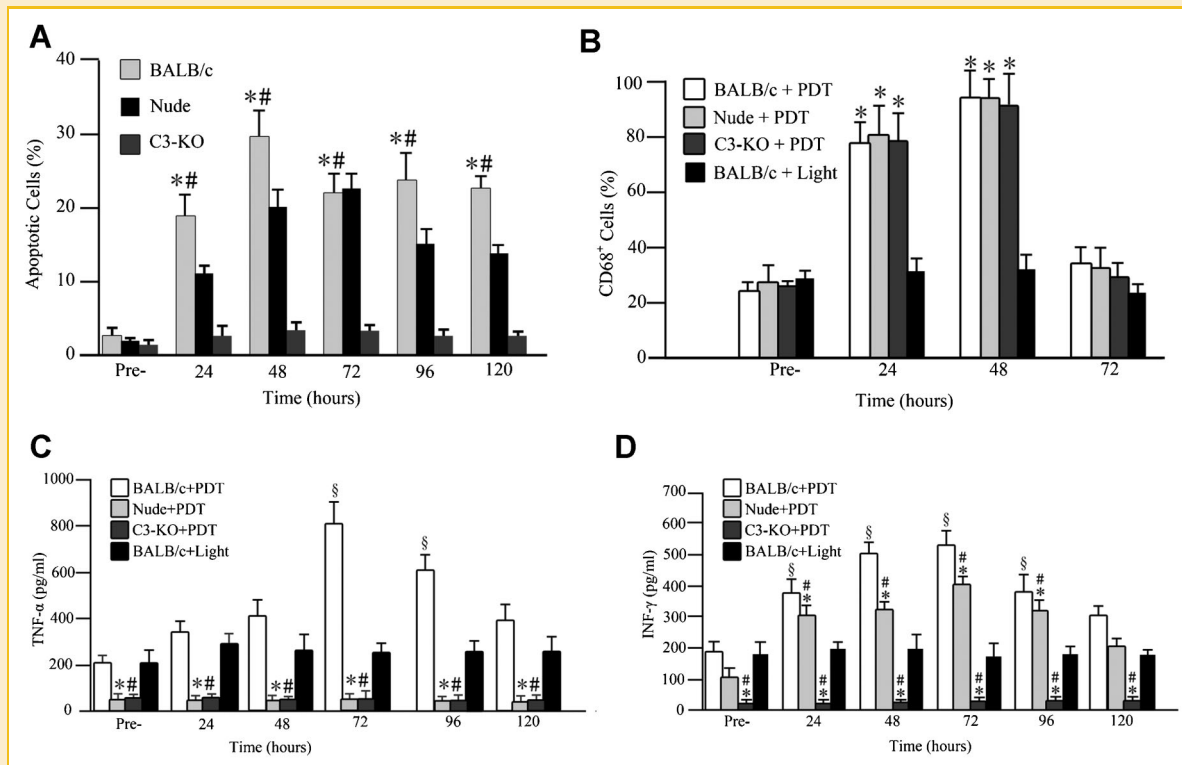 A
40
30
20
10
0
Apoptotic Cells (%)
BALB/c
Nude
C3-KO
*#
*#
*#
*#
*#
Pre- 24 48 72 96 120
Time (hours)
B
100
80
60
40
20
0
CD68+ Cells (%)
BALB/c + PDT
Nude + PDT
C3-KO + PDT
BALB/c + Light
* * *
* * *
Pre- 24 48 72
Time (hours)
C
1000
800
600
400
200
0
TNF-α (pg/ml)
BALB/c+PDT
Nude+PDT
C3-KO+PDT
BALB/c+Light
§
§
*# *# *# *# *# *#
Pre- 24 48 72 96 120
Time (hours)
D
700
600
500
400
300
200
100
0
INF-γ (pg/ml)
BALB/c+PDT
Nude+PDT
C3-KO+PDT
BALB/c+Light
§ § § §
# # # #
* * * *
# # # # # #
* * * * * *
Pre- 24 48 72 96 120
Time (hours)